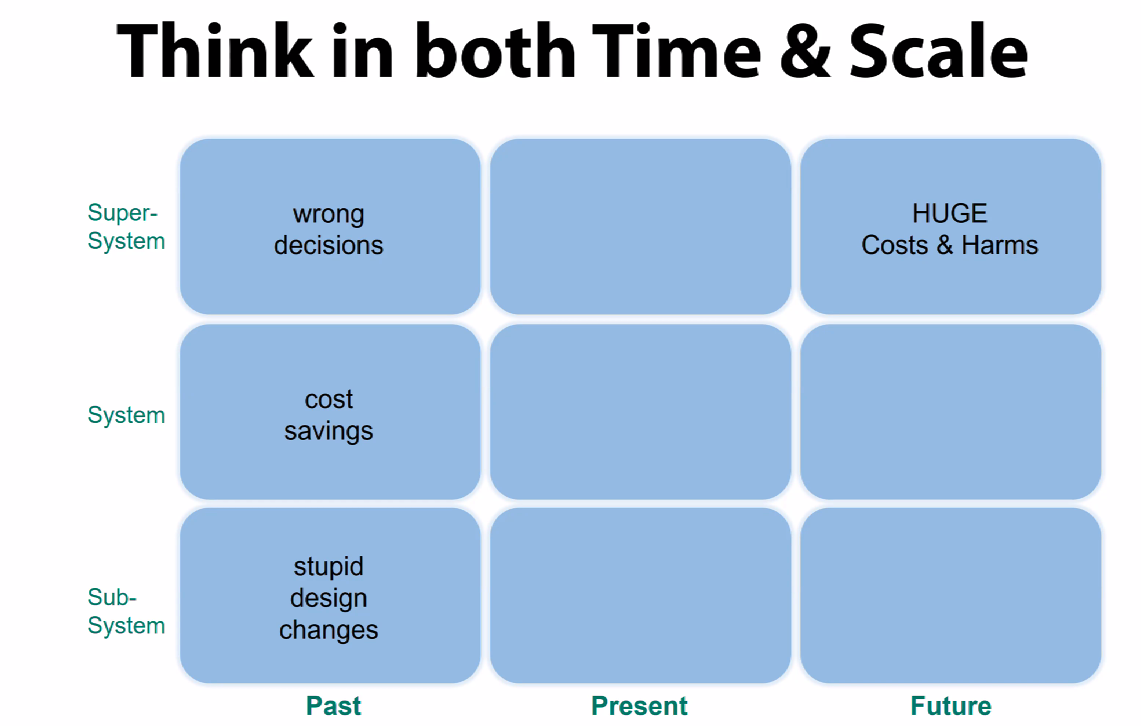 Think in both Time & Scale
Super-
System
wrong
decisions
HUGE
Costs & Harms
System
cost
savings
Sub-
System
stupid
design
changes
Past
Present
Future